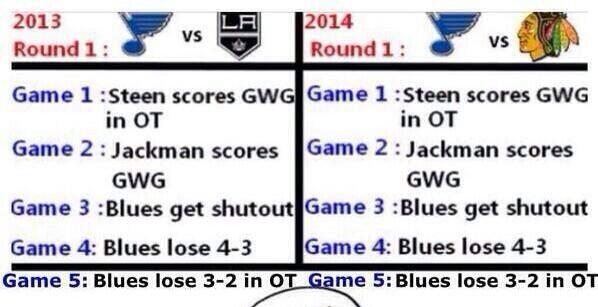 2013
Round 1 :
vs
LA
2014
Round 1 :
vs
Game 1 :Steen scores GWG
in OT
Game 2 : Jackman scores
GWG
Game 3 :Blues get shutout
Game 4: Blues lose 4-3
Game 5: Blues lose 3-2 in OT
Game 1 :Steen scores GWG
in OT
Game 2 : Jackman scores
GWG
Game 3 :Blues get shutout
Game 4: Blues lose 4-3
Game 5: Blues lose 3-2 in OT